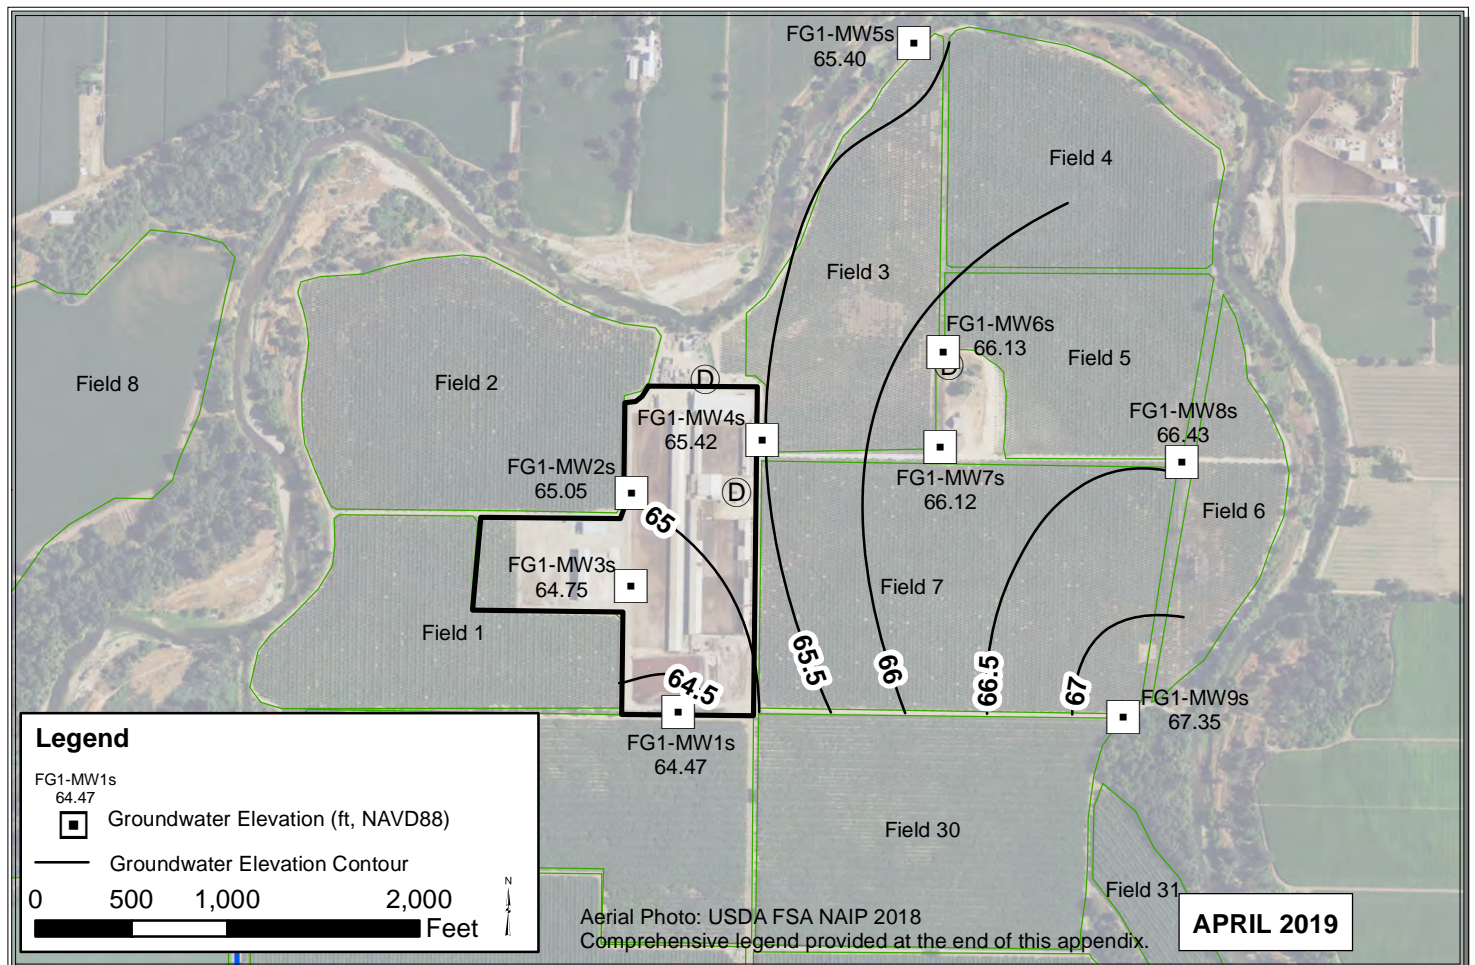 FG1-MW5s
65.40
Field 4
Field 3
FG1-MW6s
66.13
D
Field 5
Field 8
Field 2
D
FG1-MW4s
65.42
FG1-MW8s
66.43
FG1-MW2s
65.05
FG1-MW7s
66.12
D
65
Field 6
FG1-MW3s
64.75
Field 7
Field 1
65.5
66
66.5
67
64.5
FG1-MW9s
67.35
FG1-MW1s
64.47
Legend
FG1-MW1s
64.47
Groundwater Elevation (ft, NAVD88)
Groundwater Elevation Contour
0 500 1,000 2,000
Feet
N
Field 30
Field 31
Aerial Photo: USDA FSA NAIP 2018
Comprehensive legend provided at the end of this appendix.
APRIL 2019